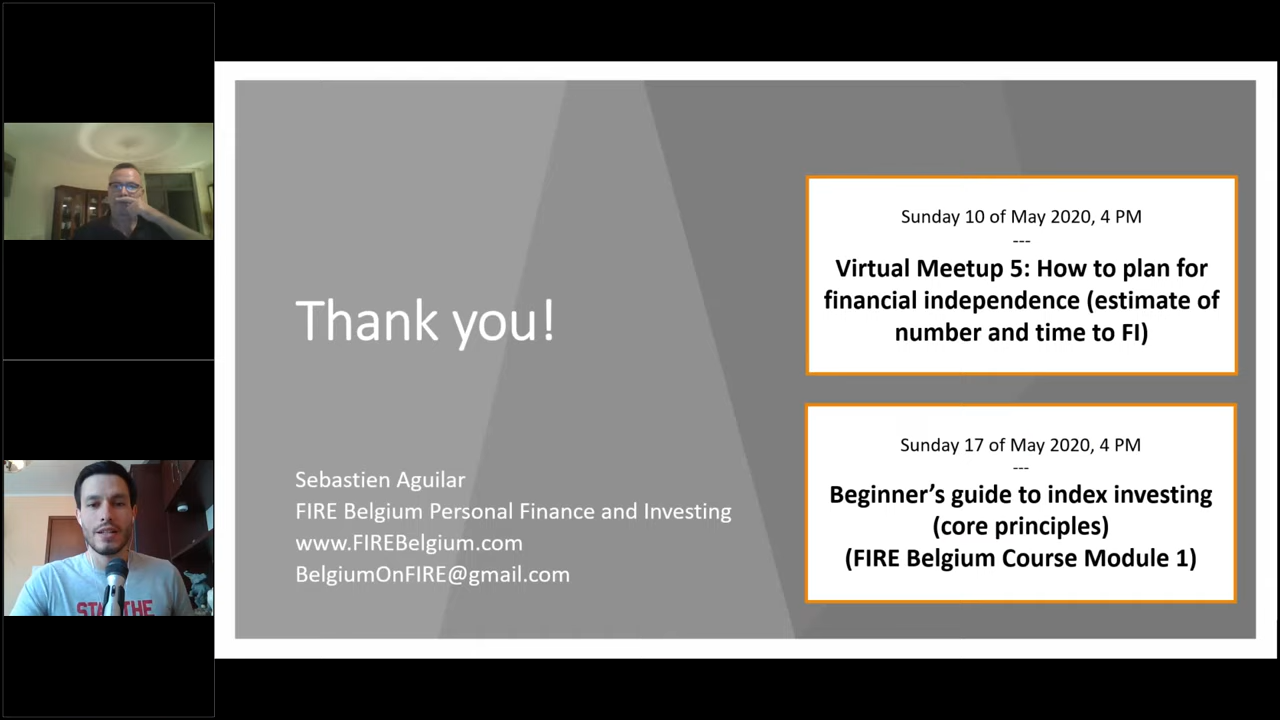 Thank you!
Sebastien Aguilar
FIRE Belgium Personal Finance and Investing
www.FIREBelgium.com
BelgiumOnFIRE@gmail.com
Sunday 10 of May 2020, 4 PM
---
Virtual Meetup 5: How to plan for
financial independence (estimate of
number and time to FI)
Sunday 17 of May 2020, 4 PM
---
Beginner’s guide to index investing
(core principles)
(FIRE Belgium Course Module 1)
THE